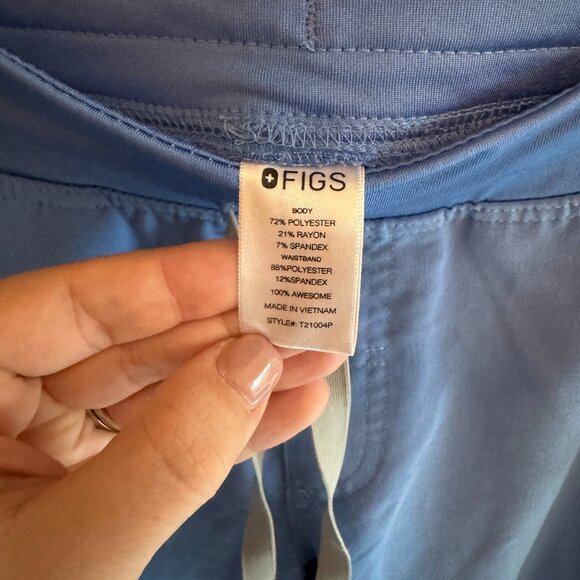 FIGS
BODY
72% POLYESTER
21% RAYON
7% SPANDEX
WAISTBAND
88%POLYESTER
12%SPANDEX
100% AWESOME
MADE IN VIETNAM
STYLE#: T21004P